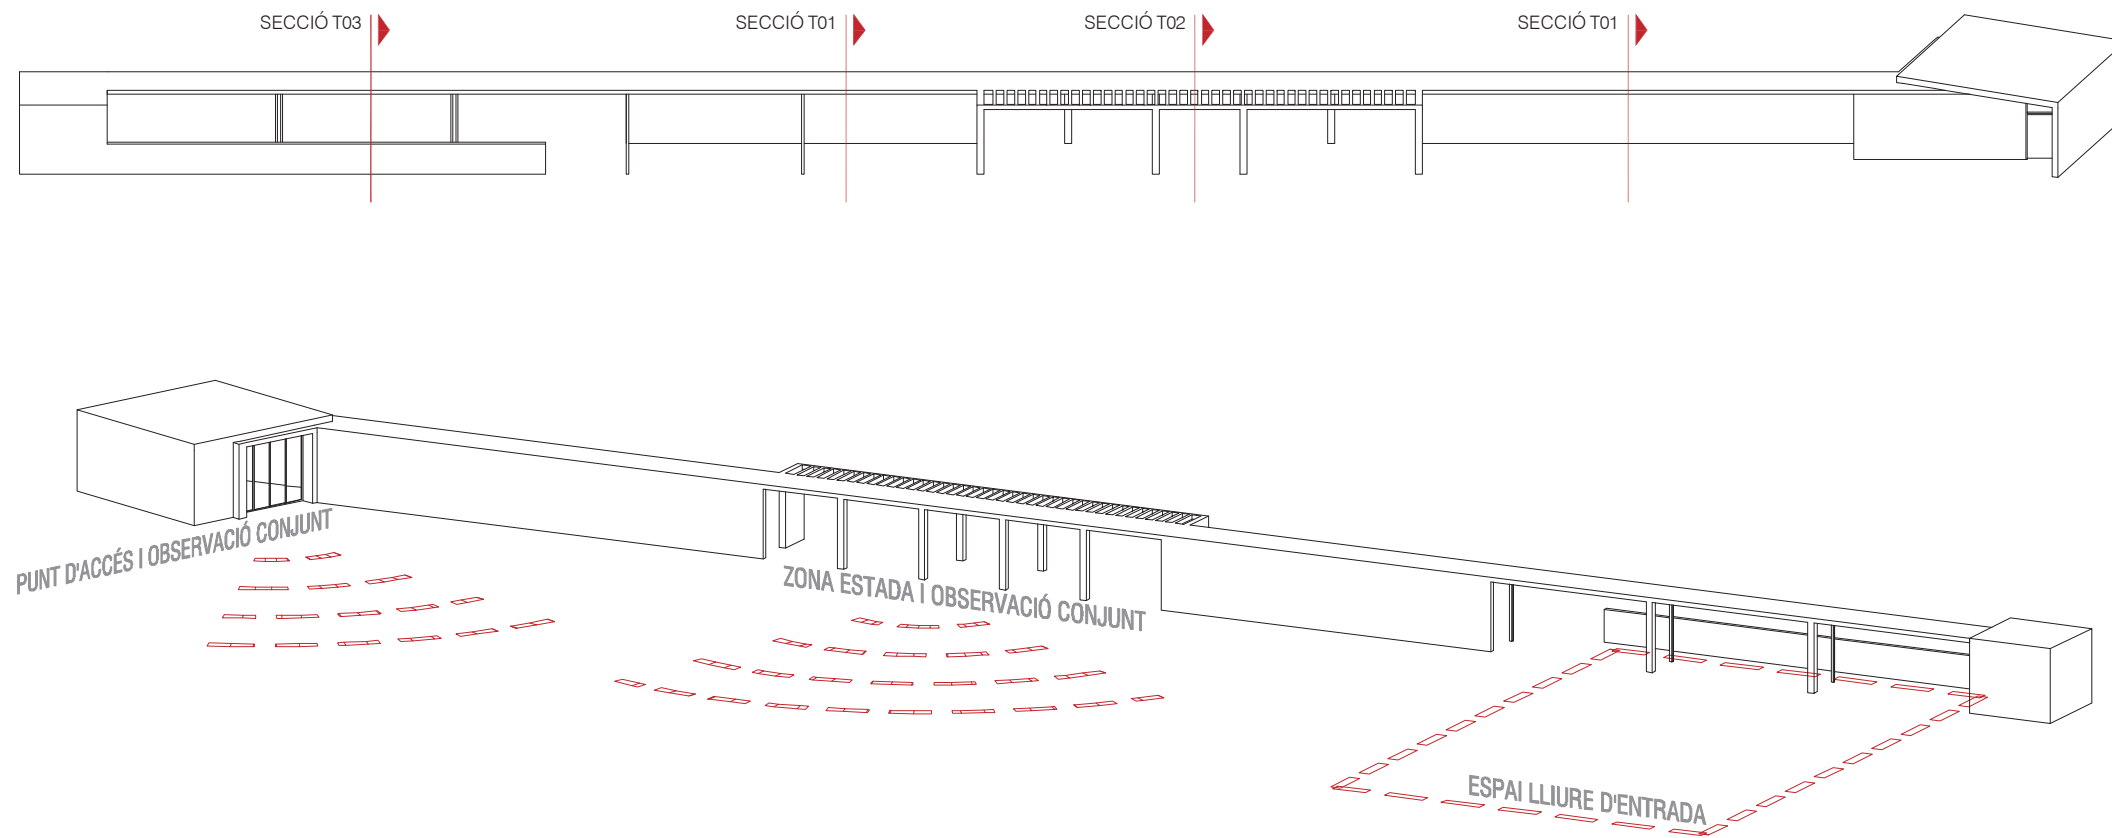 SECCIÓ T03
SECCIÓ T01
SECCIÓ T02
SECCIÓ T01
PUNT D'ACCÉS I OBSERVACIÓ CONJUNT
ZONA ESTADA I OBSERVACIÓ CONJUNT
ESPAI LLIURE D'ENTRADA